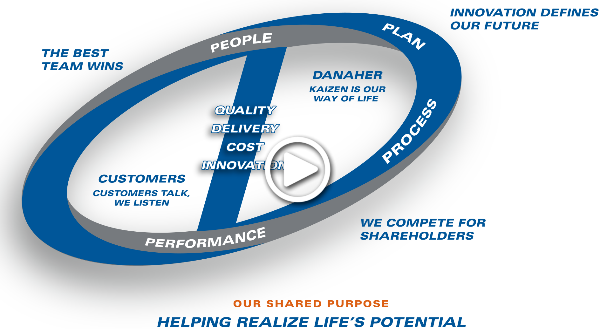 INNOVATION DEFINES
OUR FUTURE
THE BEST
TEAM WINS
PEOPLE
PLAN
DANAHER
KAIZEN IS OUR
WAY OF LIFE
QUALITY
DELIVERY
COST
INNOVATION
PROCESS
CUSTOMERS
CUSTOMERS TALK,
WE LISTEN
PERFORMANCE
WE COMPETE FOR
SHAREHOLDERS
OUR SHARED PURPOSE
HELPING REALIZE LIFE'S POTENTIAL